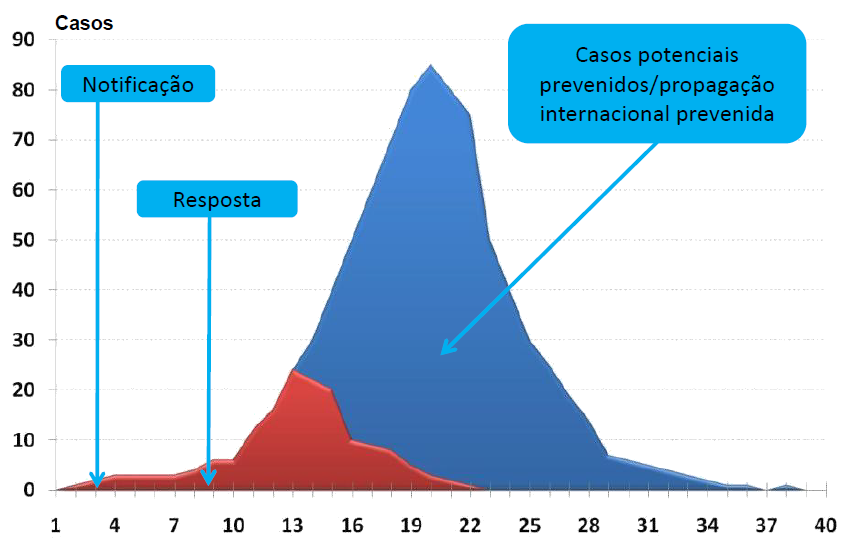 Casos
90
80
70
60
50
40
30
20
10
0
Notificação
Resposta
Casos potenciais
prevenidos/propagação
internacional prevenida
1 4 7 10 13 16 19 22 25 28 31 34 37 40